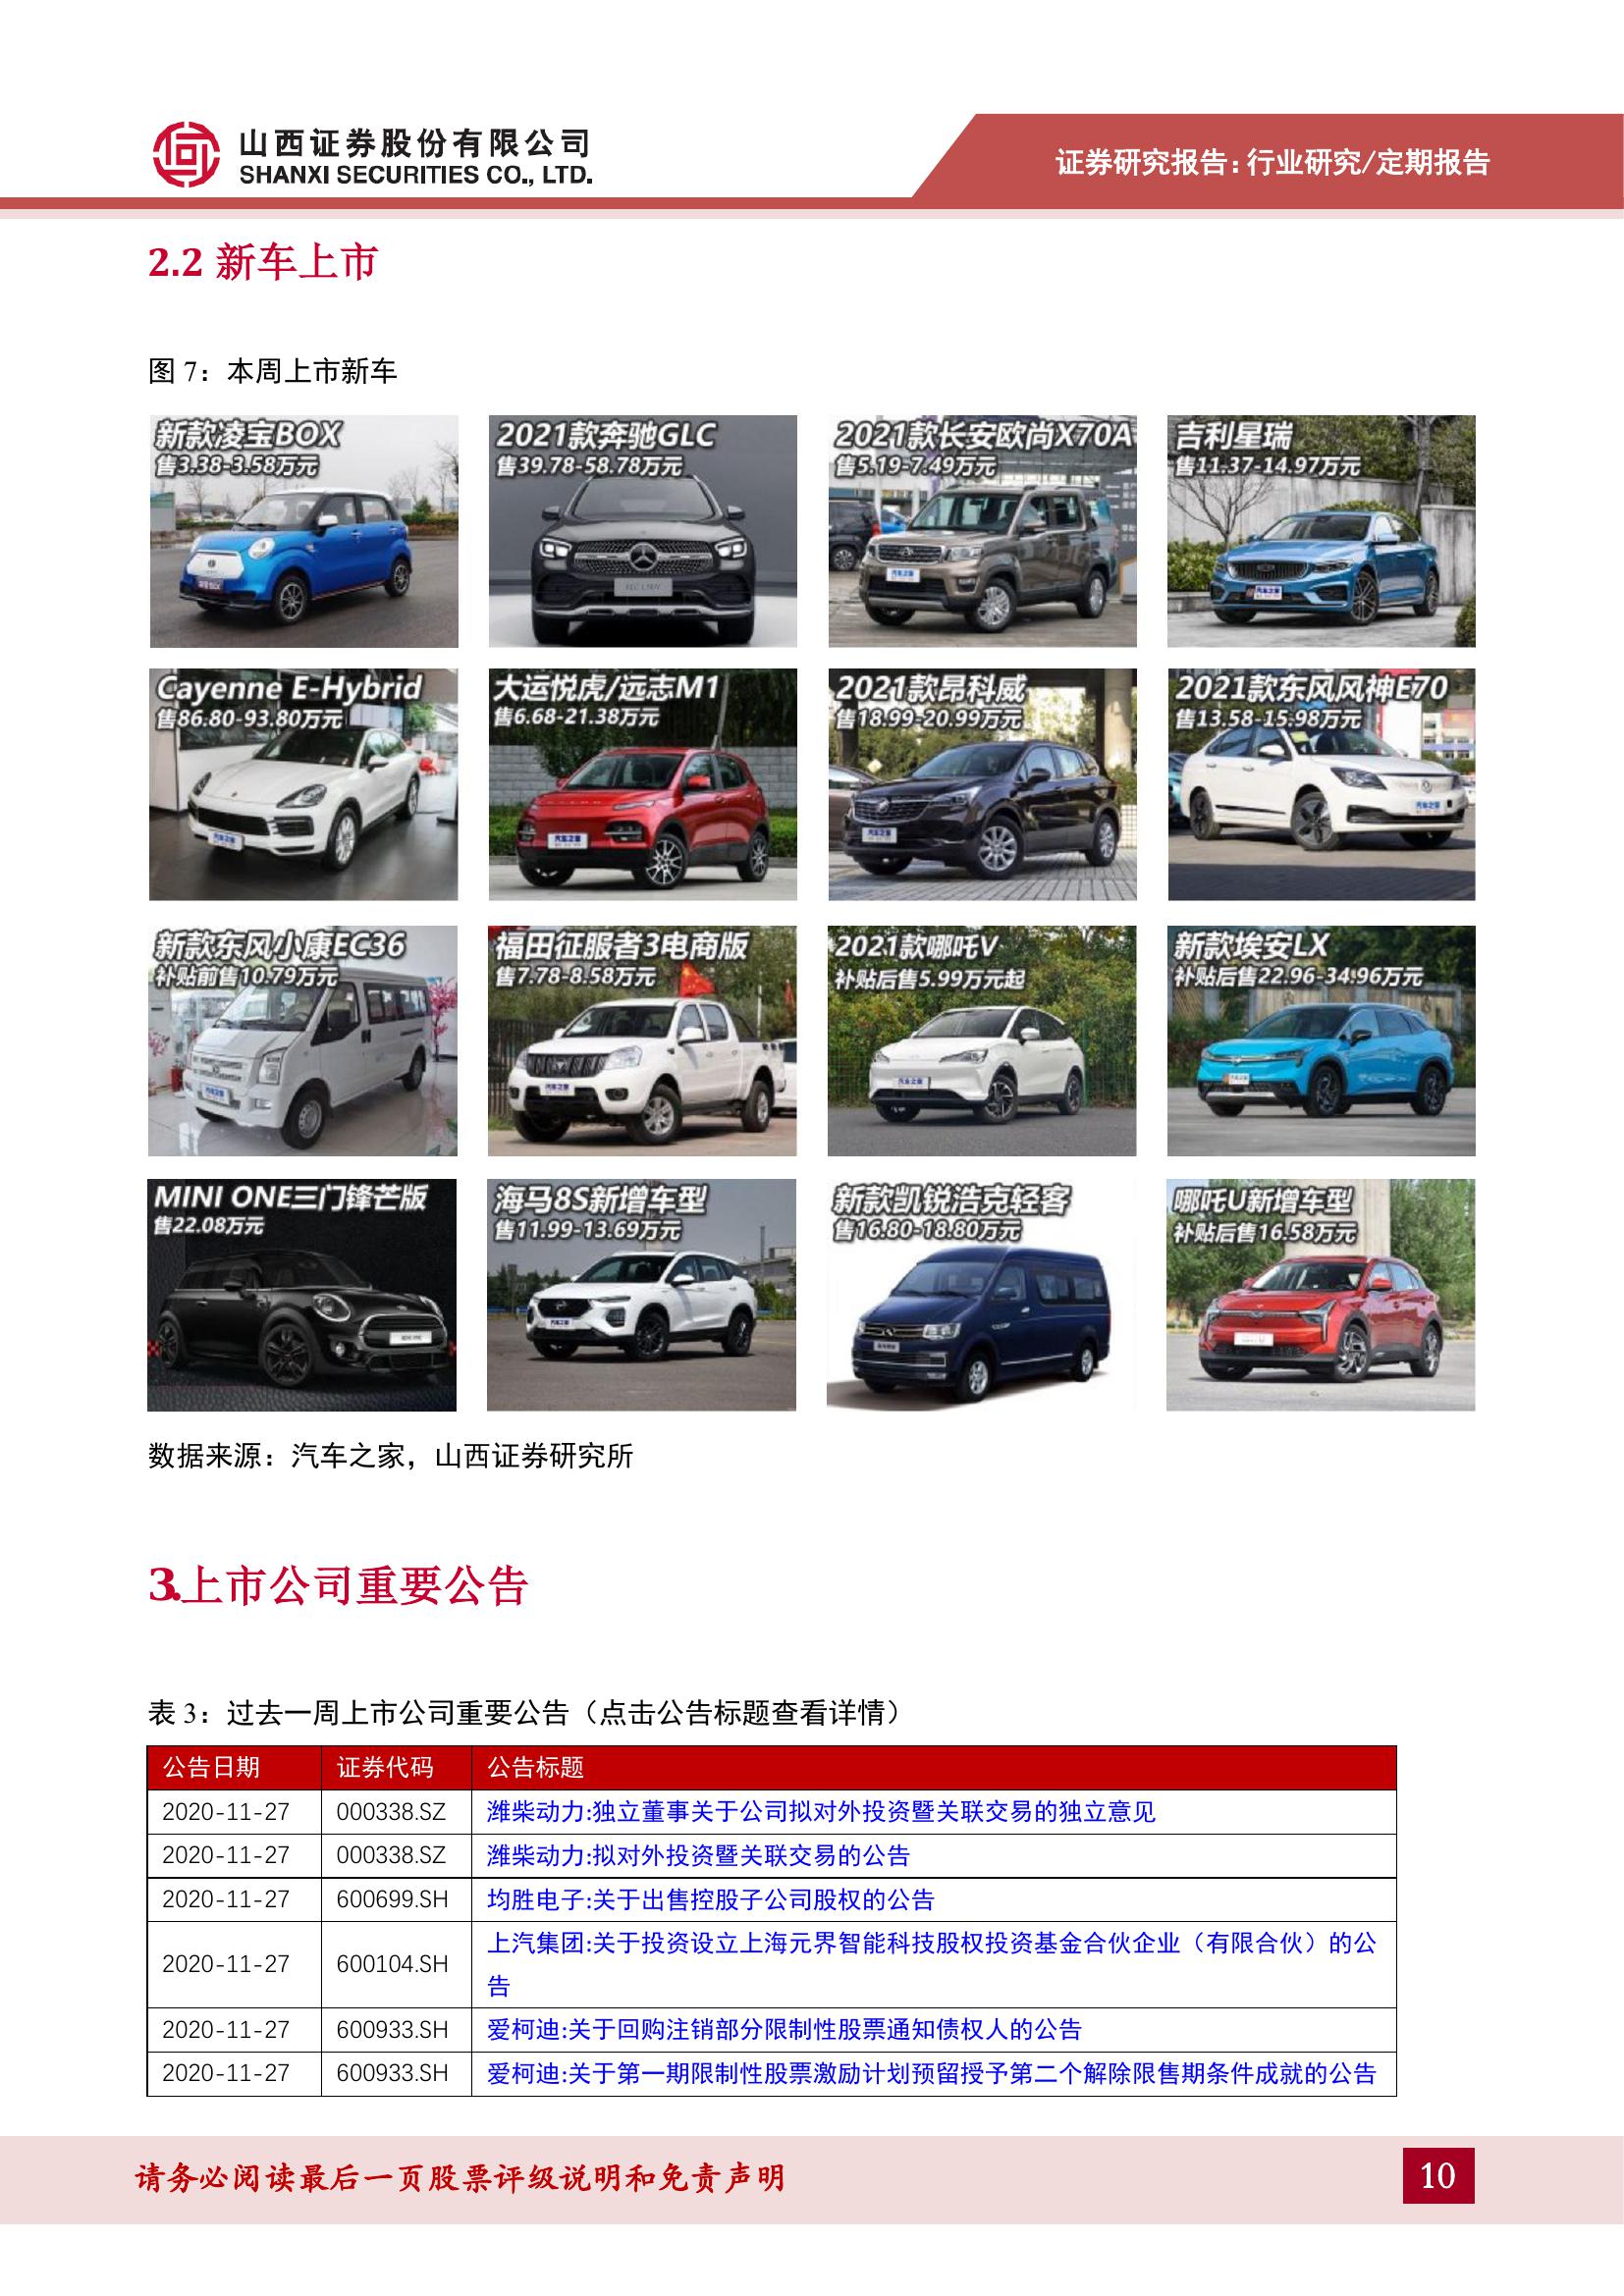 山西证券股份有限公司
SHANXI SECURITIES CO., LTD.
证券研究报告：行业研究/定期报告
2.2 新车上市
图 7：本周上市新车
新款凌宝BOX
售3.38-3.58万元
2021款奔驰GLC
售39.78-58.78万元
2021款长安欧尚X70A
售5.19-7.49万元
吉利星瑞
售11.37-14.97万元
Cayenne E-Hybrid
售86.80-93.80万元
大运悦虎/远志M1
售6.68-21.38万元
2021款昂科威
售18.99-20.99万元
2021款东风风神E70
售13.58-15.98万元
新款东风小康EC36
补贴前售10.79万元
福田征服者3电商版
售7.78-8.58万元
2021款哪吒V
补贴后售5.99万元起
新款埃安LX
补贴后售22.96-34.96万元
MINI ONE三门锋芒版
售22.08万元
海马8S新增车型
售11.99-13.69万元
新款凯锐浩克轻客
售16.80-18.80万元
哪吒U新增车型
补贴后售16.58万元
数据来源：汽车之家，山西证券研究所
3.上市公司重要公告
表 3：过去一周上市公司重要公告（点击公告标题查看详情）
公告日期 证券代码 公告标题
2020-11-27 000338.SZ 潍柴动力:独立董事关于公司拟对外投资暨关联交易的独立意见
2020-11-27 000338.SZ 潍柴动力:拟对外投资暨关联交易的公告
2020-11-27 600699.SH 均胜电子:关于出售控股子公司股权的公告
2020-11-27 600104.SH 上汽集团:关于投资设立上海元界智能科技股权投资基金合伙企业（有限合伙）的公
告
2020-11-27 600933.SH 爱柯迪:关于回购注销部分限制性股票通知债权人的公告
2020-11-27 600933.SH 爱柯迪:关于第一期限制性股票激励计划预留授予第二个解除限售期条件成就的公告
请务必阅读最后一页股票评级说明和免责声明
10